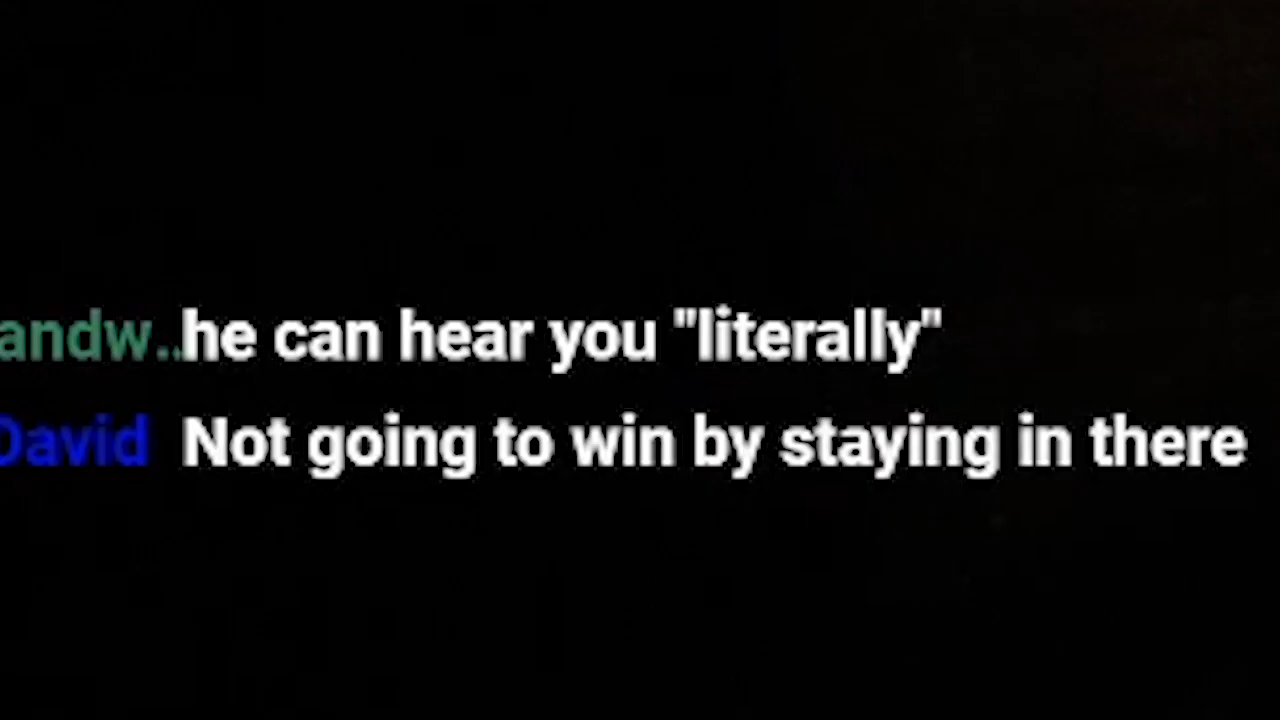 andw.. he can hear you "literally"
David Not going to win by staying in there